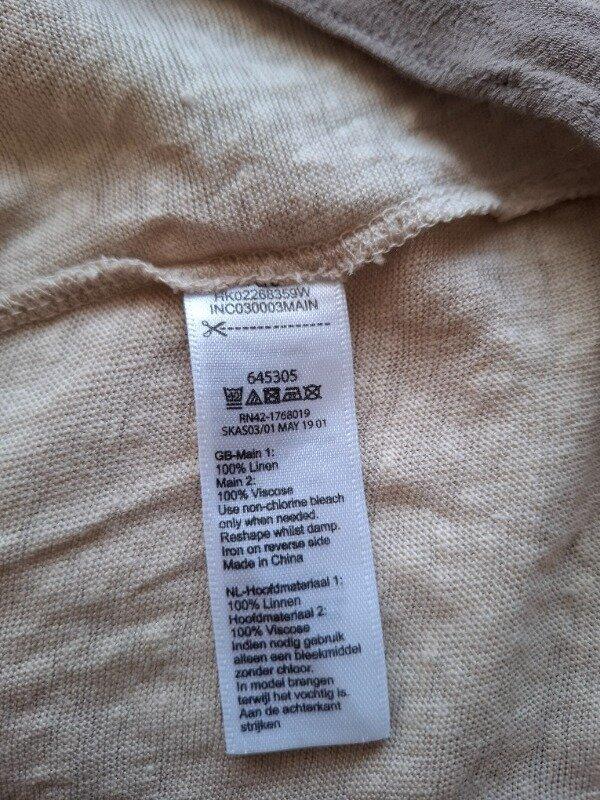 HK02268359W
INC030003MAIN
645305
RN42-1768019
SKAS03/01 MAY 19 01
GB-Main 1:
100% Linen
Main 2:
100% Viscose
Use non-chlorine bleach
only when needed.
Reshape whilst damp.
Iron on reverse side
Made in China
NL-Hoofdmateriaal 1:
100% Linnen
Hoofdmateriaal 2:
100% Viscose
Indien nodig gebruik
alleen een bleekmiddel
zonder chloor.
In model brengen
terwijl het vochtig is.
Aan de achterkant
strijken